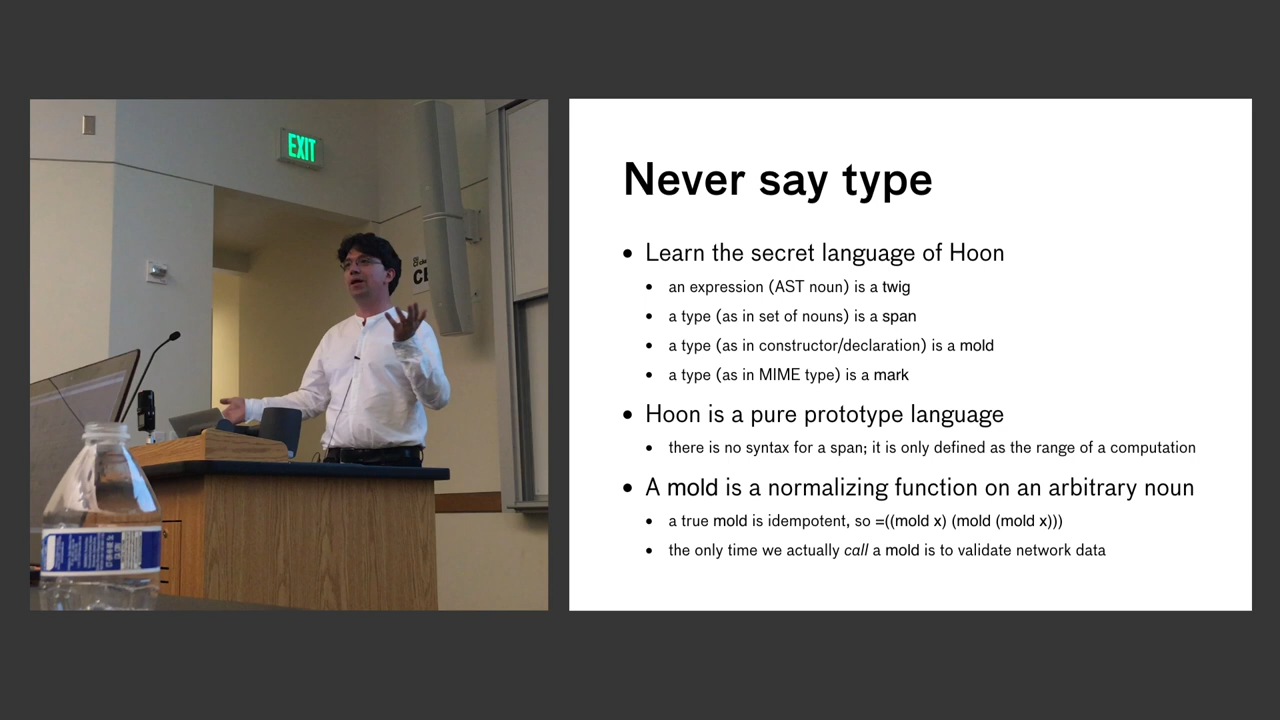 EXIT
Never say type
• Learn the secret language of Hoon
• an expression (AST noun) is a twig
• a type (as in set of nouns) is a span
• a type (as in constructor/declaration) is a mold
• a type (as in MIME type) is a mark
• Hoon is a pure prototype language
• there is no syntax for a span; it is only defined as the range of a computation
• A mold is a normalizing function on an arbitrary noun
• a true mold is idempotent, so =((mold x) (mold (mold x)))
• the only time we actually call a mold is to validate network data